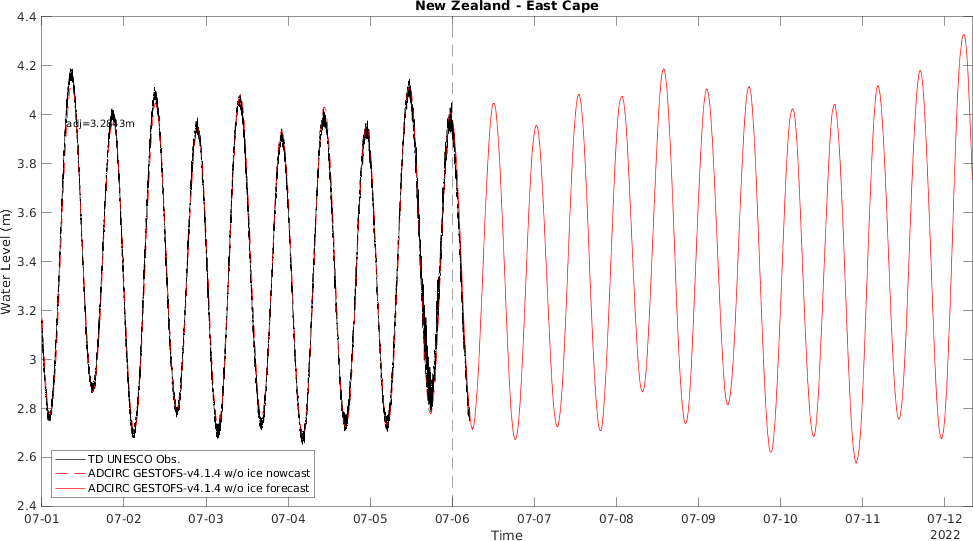 New Zealand - East Cape
4.4
4.2
4
3.8
3.6
3.4
3.2
3
2.8
2.6
2.4
Water Level (m)
TD UNESCO Obs.
ADCIRC GESTOFS-v4.1.4 w/o ice nowcast
ADCIRC GESTOFS-v4.1.4 w/o ice forecast
07-01 07-02 07-03 07-04 07-05 07-06 07-07 07-08 07-09 07-10 07-11 07-12
Time
2022